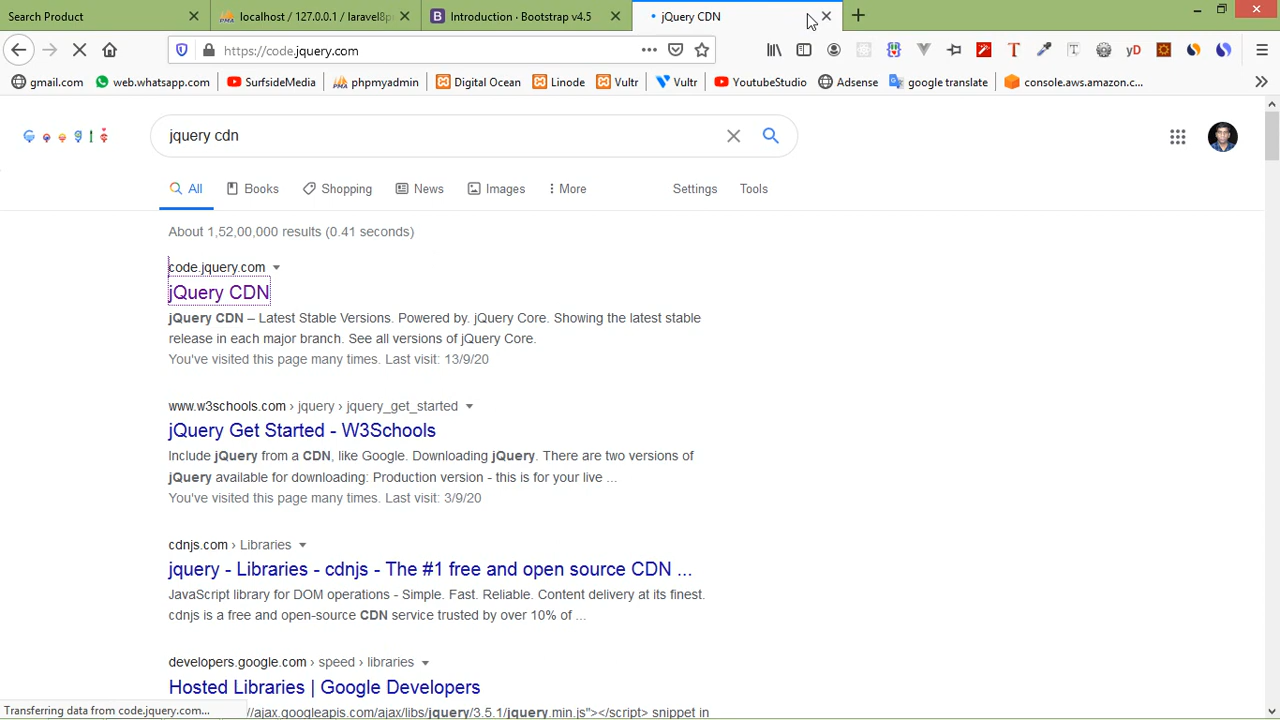 Search Product
localhost / 127.0.0.1 / laravel8p
Introduction · Bootstrap v4.5
jQuery CDN
https://code.jquery.com
gmail.com
web.whatsapp.com
SurfsideMedia
phpmyadmin
Digital Ocean
Linode
Vultr
Vultr
YoutubeStudio
Adsense
google translate
console.aws.amazon.c...
Google
jquery cdn
All
Books
Shopping
News
Images
More
Settings
Tools
About 1,52,00,000 results (0.41 seconds)
code.jquery.com
jQuery CDN
jQuery CDN – Latest Stable Versions. Powered by. jQuery Core. Showing the latest stable
release in each major branch. See all versions of jQuery Core.
You've visited this page many times. Last visit: 13/9/20
www.w3schools.com › jquery › jquery_get_started
jQuery Get Started - W3Schools
Include jQuery from a CDN, like Google. Downloading jQuery. There are two versions of
jQuery available for downloading: Production version - this is for your live ...
You've visited this page many times. Last visit: 3/9/20
cdnjs.com › Libraries
jquery - Libraries - cdnjs - The #1 free and open source CDN ...
JavaScript library for DOM operations - Simple. Fast. Reliable. Content delivery at its finest.
cdnjs is a free and open-source CDN service trusted by over 10% of ...
developers.google.com › speed › libraries
Hosted Libraries | Google Developers
//ajax.googleapis.com/ajax/libs/jquery/3.5.1/jquery.min.js"></script> snippet in
Transferring data from code.jquery.com...